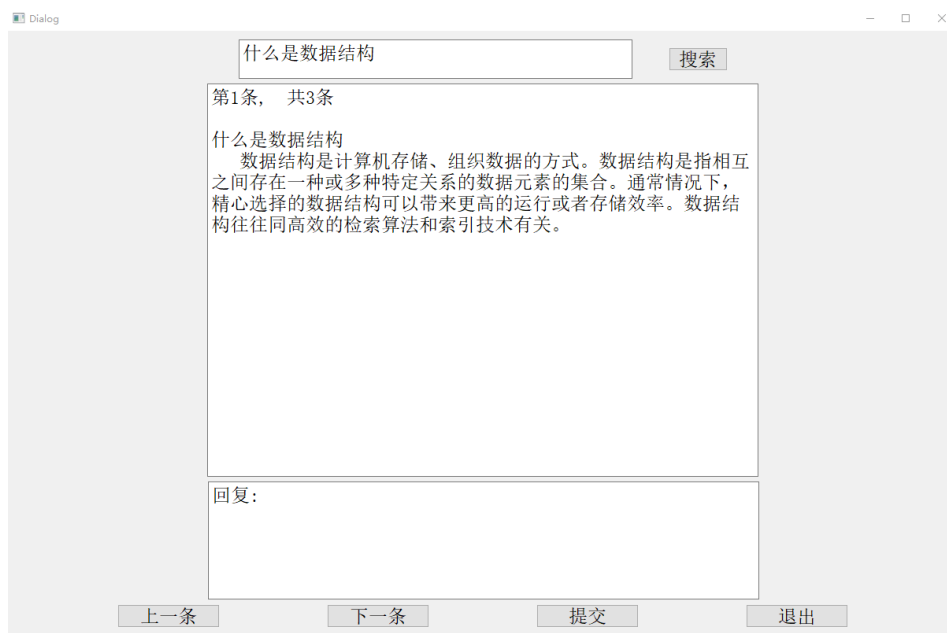 Dialog
什么是数据结构
搜索
第1条, 共3条
什么是数据结构
数据结构是计算机存储、组织数据的方式。数据结构是指相互
之间存在一种或多种特定关系的数据元素的集合。通常情况下，
精心选择的数据结构可以带来更高的运行或者存储效率。数据结
构往往同高效的检索算法和索引技术有关。
回复:
上一条
下一条
提交
退出